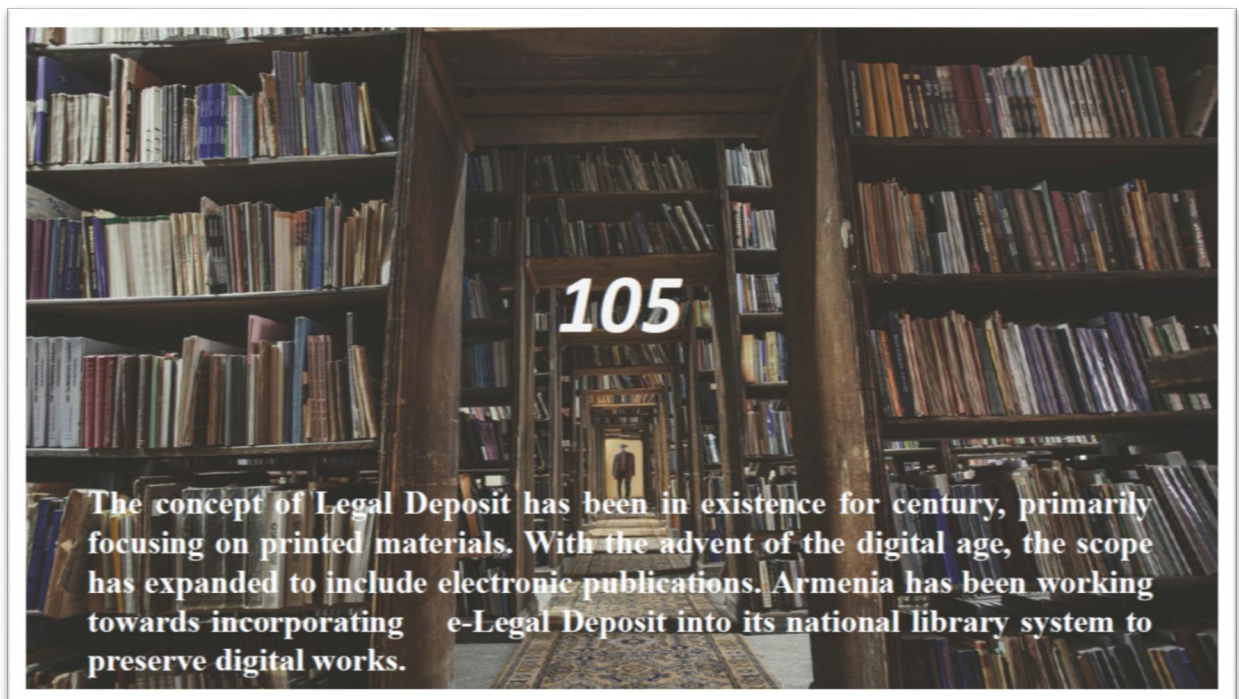 105
The concept of Legal Deposit has been in existence for century, primarily
focusing on printed materials. With the advent of the digital age, the scope
has expanded to include electronic publications. Armenia has been working
towards incorporating e-Legal Deposit into its national library system to
preserve digital works.